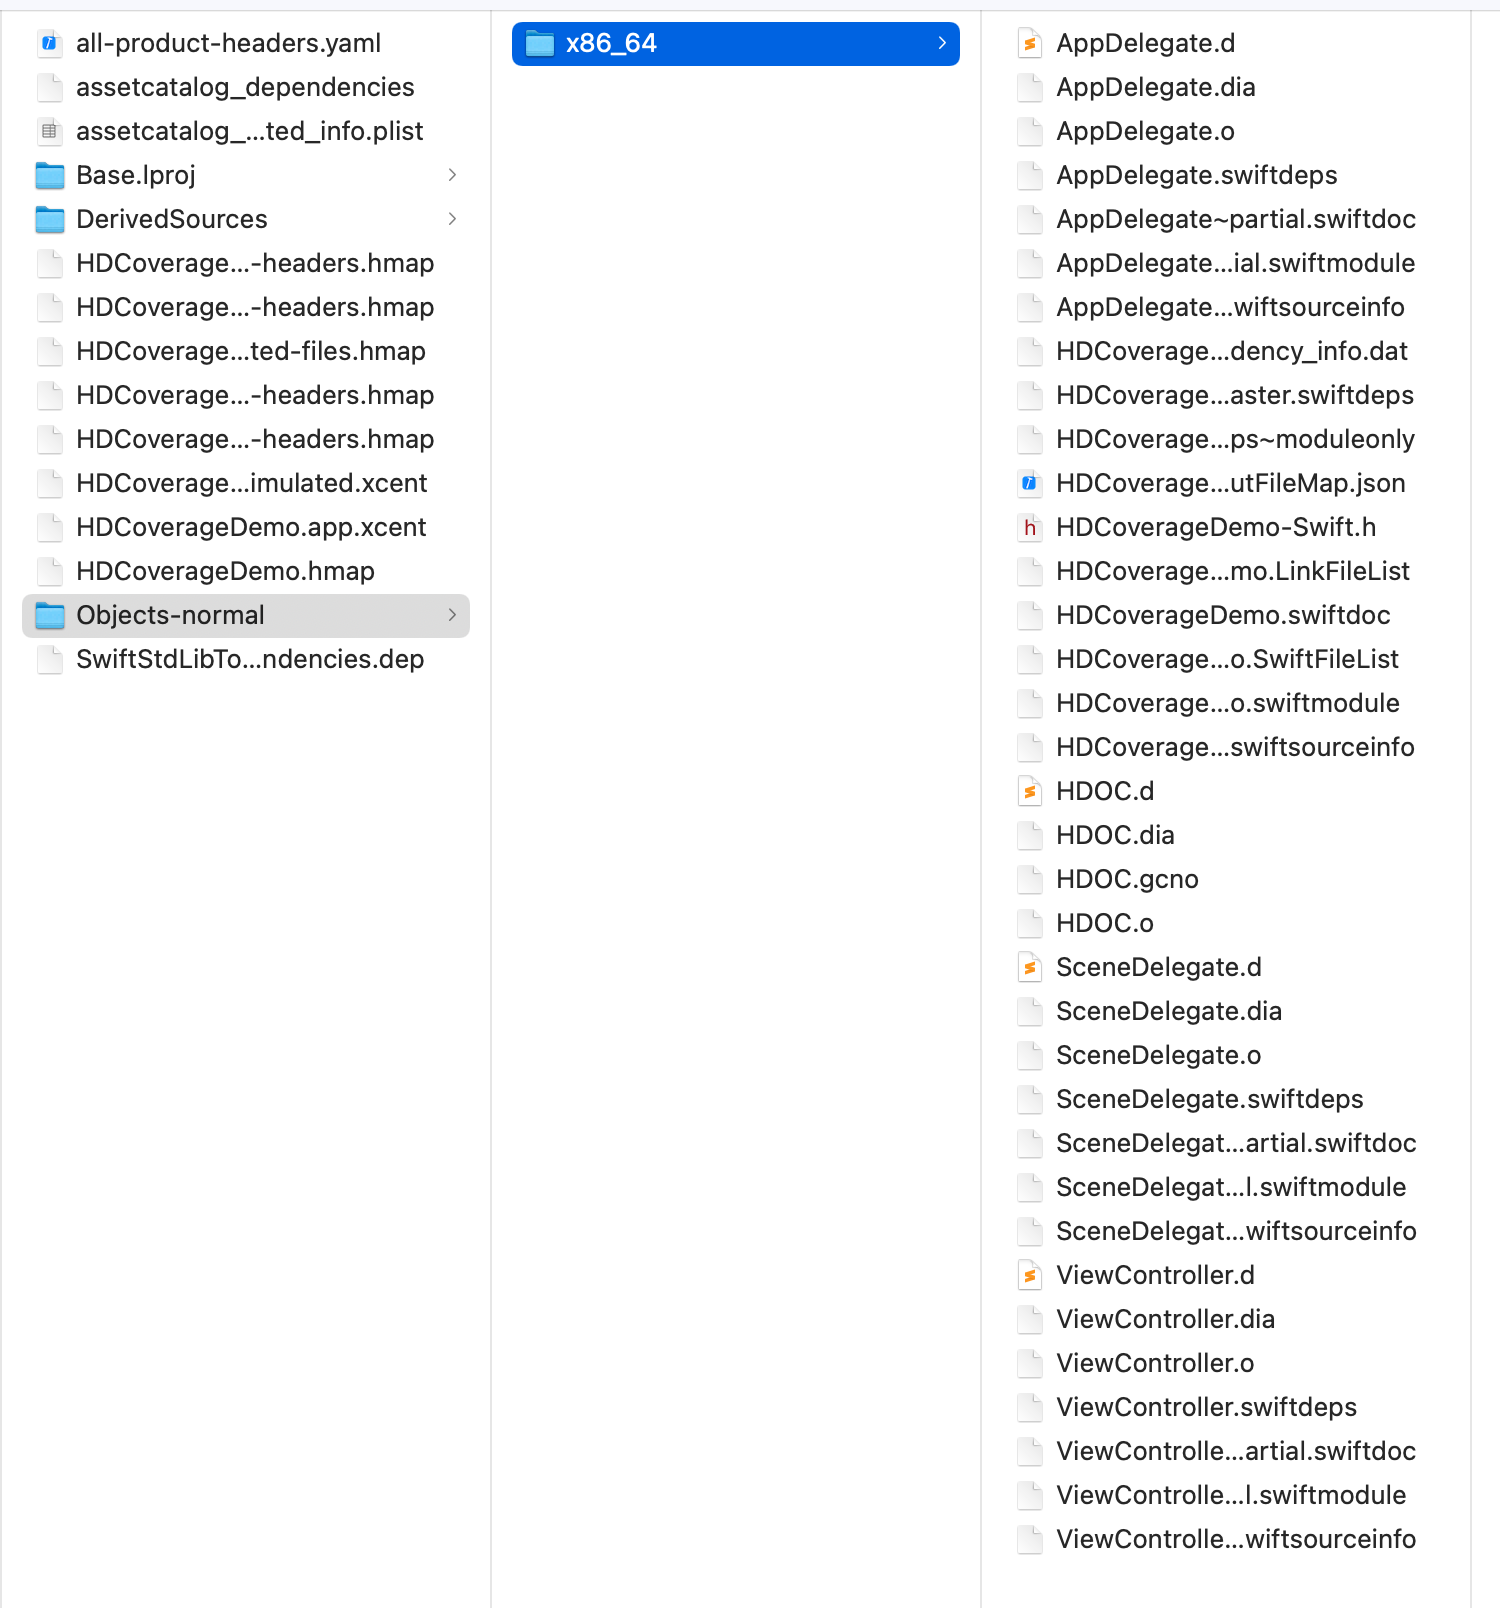 all-product-headers.yaml
assetcatalog_dependencies
assetcatalog_...ted_info.plist
Base.lproj
DerivedSources
HDCoverage...-headers.hmap
HDCoverage...-headers.hmap
HDCoverage...ted-files.hmap
HDCoverage...-headers.hmap
HDCoverage...-headers.hmap
HDCoverage...imulated.xcent
HDCoverageDemo.app.xcent
HDCoverageDemo.hmap
Objects-normal
SwiftStdLibTo...ndencies.dep
x86_64
AppDelegate.d
AppDelegate.dia
AppDelegate.o
AppDelegate.swiftdeps
AppDelegate~partial.swiftdoc
AppDelegate...ial.swiftmodule
AppDelegate...wiftsourceinfo
HDCoverage...dency_info.dat
HDCoverage...aster.swiftdeps
HDCoverage...ps~moduleonly
HDCoverage...utFileMap.json
h HDCoverageDemo-Swift.h
HDCoverage...mo.LinkFileList
HDCoverageDemo.swiftdoc
HDCoverage...o.SwiftFileList
HDCoverage...o.swiftmodule
HDCoverage...swiftsourceinfo
HDOC.d
HDOC.dia
HDOC.gcno
HDOC.o
SceneDelegate.d
SceneDelegate.dia
SceneDelegate.o
SceneDelegate.swiftdeps
SceneDelegat...artial.swiftdoc
SceneDelegat...l.swiftmodule
SceneDelegat...wiftsourceinfo
ViewController.d
ViewController.dia
ViewController.o
ViewController.swiftdeps
ViewControlle...artial.swiftdoc
ViewControlle...l.swiftmodule
ViewControlle...wiftsourceinfo